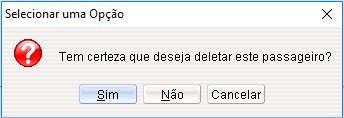 Selecionar uma Opção
Tem certeza que deseja deletar este passageiro?
Sim Não Cancelar